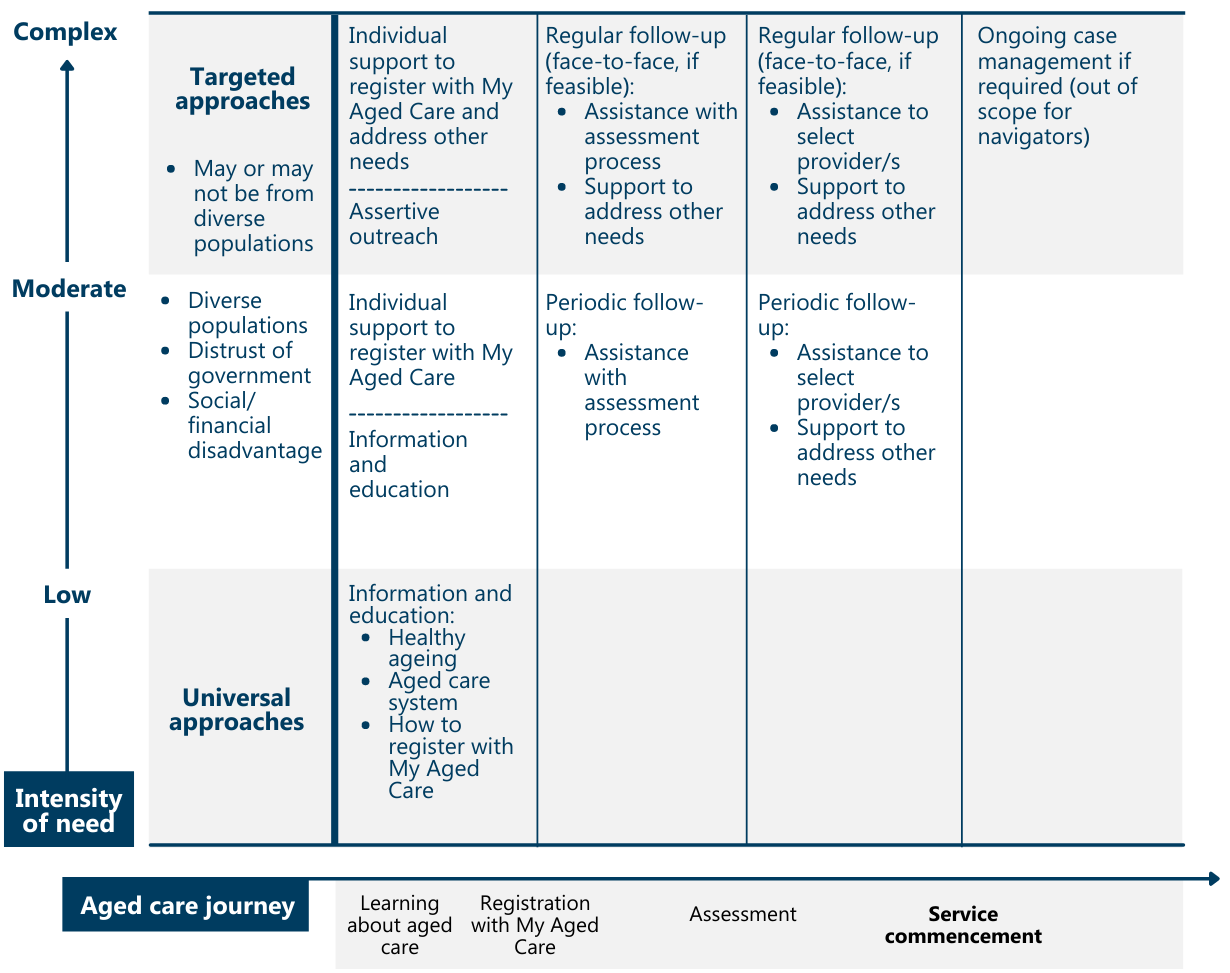 Complex
Targeted
approaches
• May or may
not be from
diverse
populations
Individual
support to
register with My
Aged Care and
address other
needs
------------------
Assertive
outreach
Regular follow-up
(face-to-face, if
feasible):
• Assistance with
assessment
process
• Support to
address other
needs
Regular follow-up
(face-to-face, if
feasible):
• Assistance to
select
provider/s
• Support to
address other
needs
Ongoing case
management if
required (out of
scope for
navigators)
Moderate
• Diverse
populations
• Distrust of
government
• Social/
financial
disadvantage
Individual
support to
register with My
Aged Care
------------------
Information
and
education
Periodic follow-
up:
• Assistance
with
assessment
process
Periodic follow-
up:
• Assistance to
select
provider/s
• Support to
address other
needs
Low
Universal
approaches
Information and
education:
• Healthy
ageing
• Aged care
system
• How to
register with
My Aged
Care
Intensity
of need
Aged care journey
Learning
about aged
care
Registration
with My Aged
Care
Assessment
Service
commencement